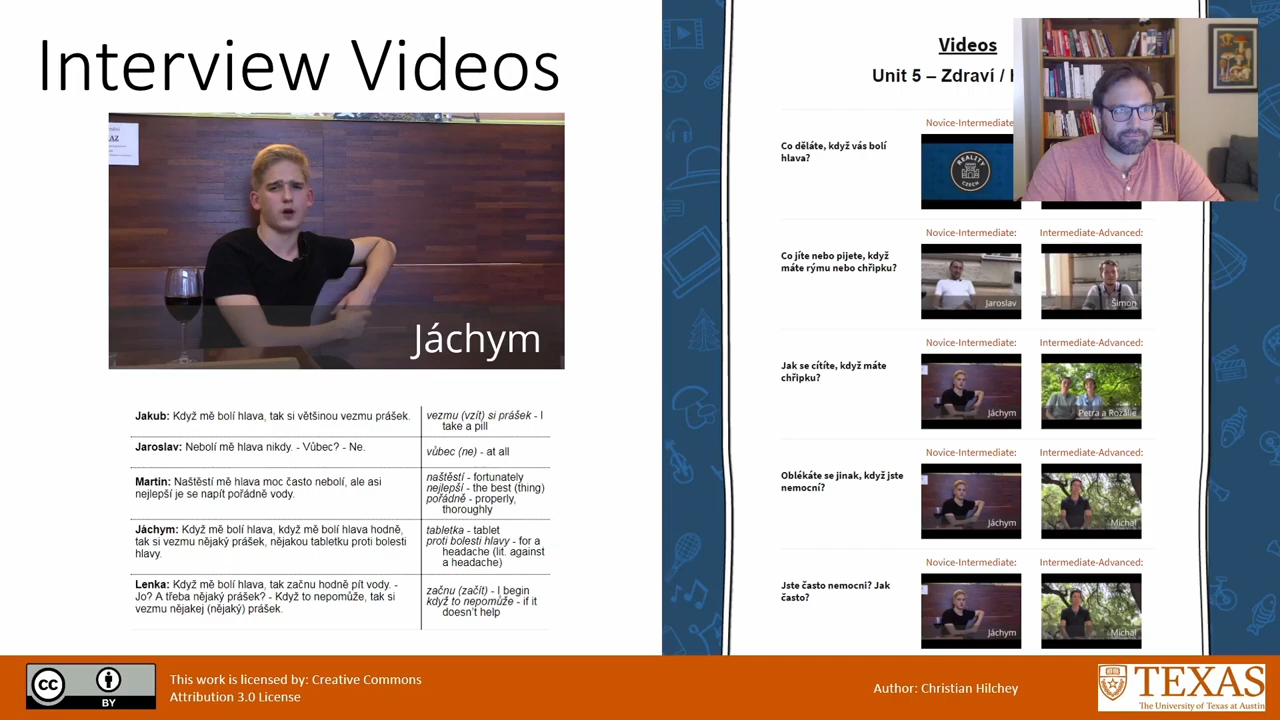 Interview Videos
AZ
Jáchym
Jakub: Když mě bolí hlava, tak si většinou vezmu prášek.
vezmu (vzít) si prášek - I
take a pill
Jaroslav: Nebolí mě hlava nikdy. - Vůbec? - Ne.
vůbec (ne) - at all
Martin: Naštěstí mě hlava moc často nebolí, ale asi
nejlepší je se napít pořádně vody.
naštěstí - fortunately
nejlepší - the best (thing)
pořádně - properly,
thoroughly
Jáchym: Když mě bolí hlava, když mě bolí hlava hodně,
tak si vezmu nějaký prášek, nějakou tabletku proti bolesti
hlavy.
tabletka - tablet
proti bolesti hlavy - for a
headache (lit. against
a headache)
Lenka: Když mě bolí hlava, tak začnu hodně pít vody. -
Jo? A třeba nějaký prášek? - Když to nepomůže, tak si
vezmu nějakej (nějaký) prášek.
začnu (začít) - I begin
když to nepomůže - if it
doesn't help
Videos
Unit 5 – Zdraví /
Novice-Intermediate
Co děláte, když vás bolí
hlava?
REALITY
CZECH
Novice-Intermediate:
Intermediate-Advanced:
Co jíte nebo pijete, když
máte rýmu nebo chřipku?
Jaroslav
Šimon
Novice-Intermediate:
Intermediate-Advanced:
Jak se cítíte, když máte
chřipku?
Jáchym
Petra a Rozálie
Novice-Intermediate:
Intermediate-Advanced:
Oblékáte se jinak, když jste
nemocní?
Jáchym
Michal
Novice-Intermediate:
Intermediate-Advanced:
Jste často nemocní? Jak
často?
Jáchym
Michal
CC
BY
This work is licensed by: Creative Commons
Attribution 3.0 License
Author: Christian Hilchey
TEXAS
The University of Texas at Austin